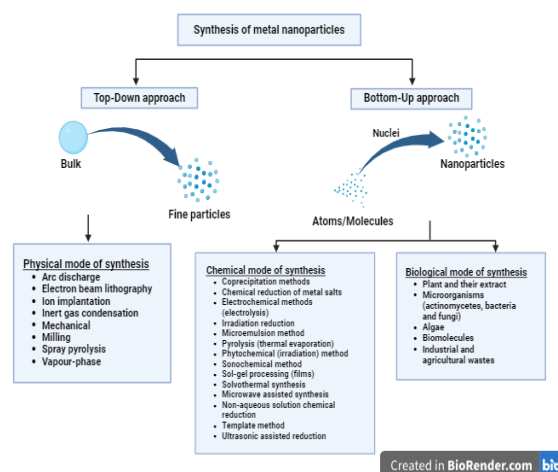 Synthesis of metal nanoparticles
Top-Down approach
Bottom-Up approach
Bulk
Fine particles
Nuclei
Nanoparticles
Atoms/Molecules
Physical mode of synthesis
• Arc discharge
• Electron beam lithography
• Ion implantation
• Inert gas condensation
• Mechanical
• Milling
• Spray pyrolysis
• Vapour-phase
Chemical mode of synthesis
• Coprecipitation methods
• Chemical reduction of metal salts
• Electrochemical methods
(electrolysis)
• Irradiation reduction
• Microemulsion method
• Pyrolysis (thermal evaporation)
• Phytochemical (irradiation) method
• Sonochemical method
• Sol-gel processing (films)
• Solvothermal synthesis
• Microwave assisted synthesis
• Non-aqueous solution chemical
reduction
• Template method
• Ultrasonic assisted reduction
Biological mode of synthesis
• Plant and their extract
• Microorganisms
(actinomycetes, bacteria
and fungi)
• Algae
• Biomolecules
• Industrial and
agricultural wastes
Created in BioRender.com bio